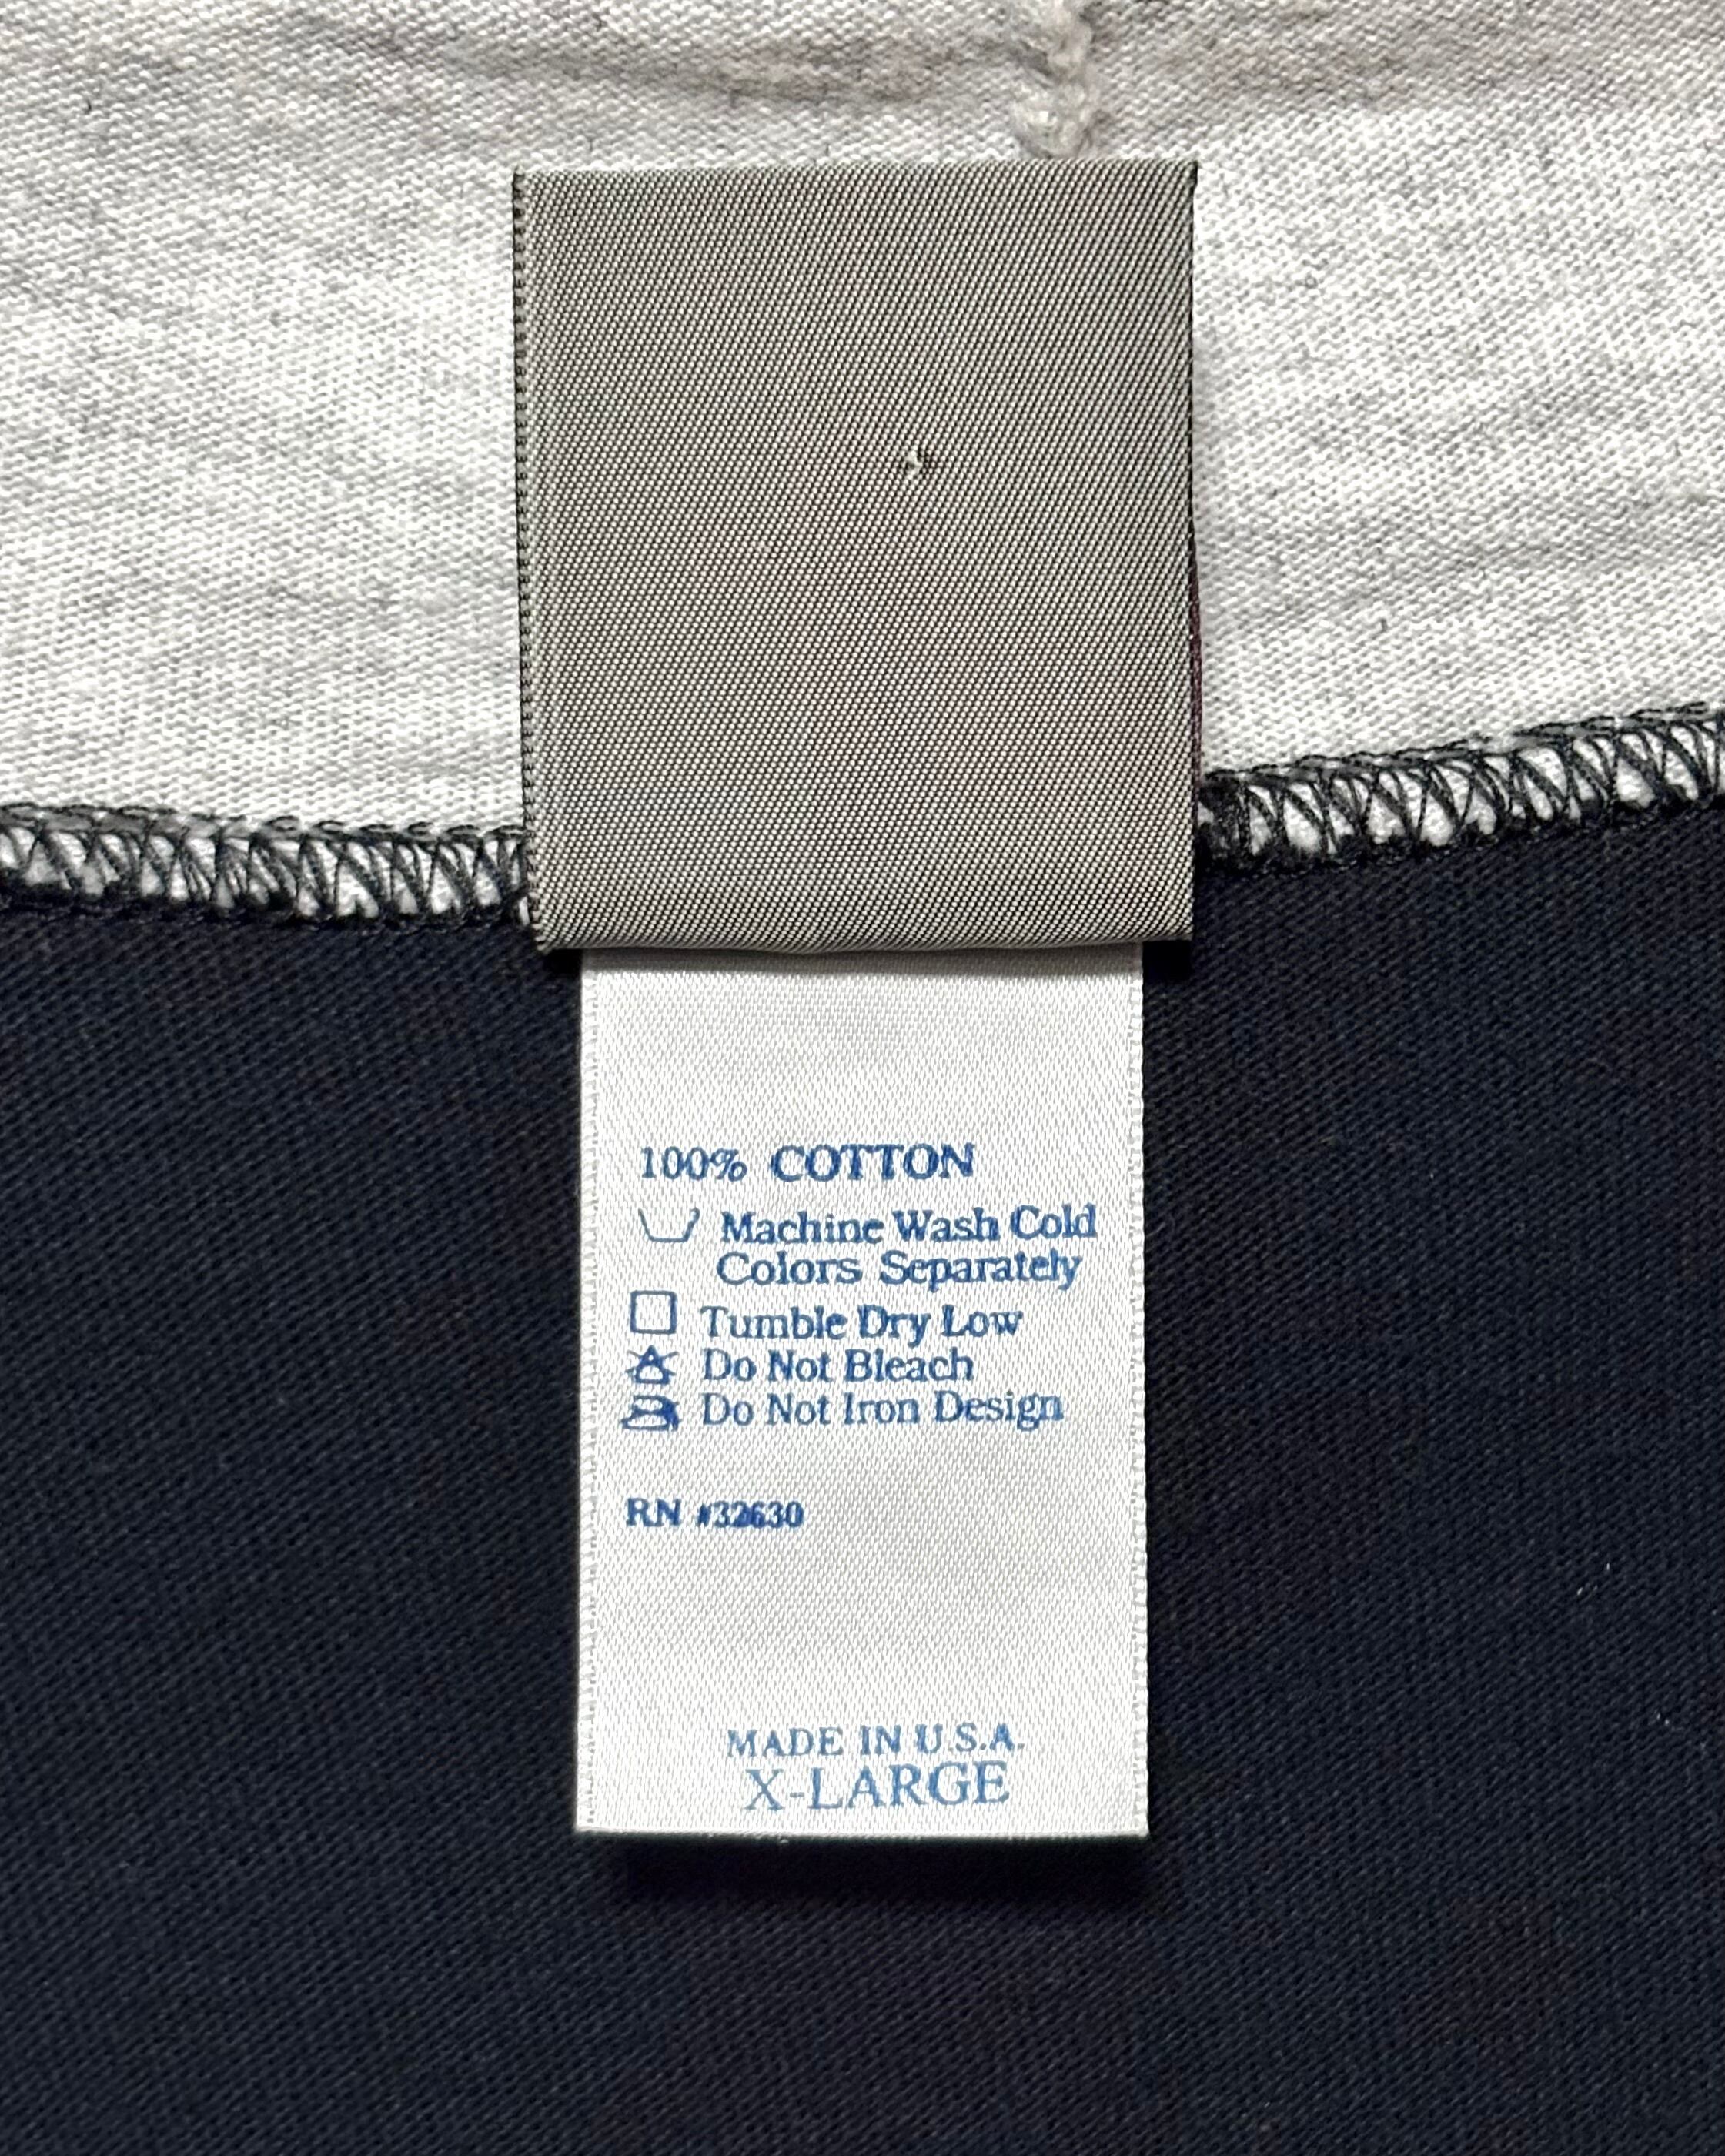 100% COTTON
Machine Wash Cold
Colors Separately
Tumble Dry Low
Do Not Bleach
Do Not Iron Design
RN #32630
MADE IN U.S.A.
X-LARGE